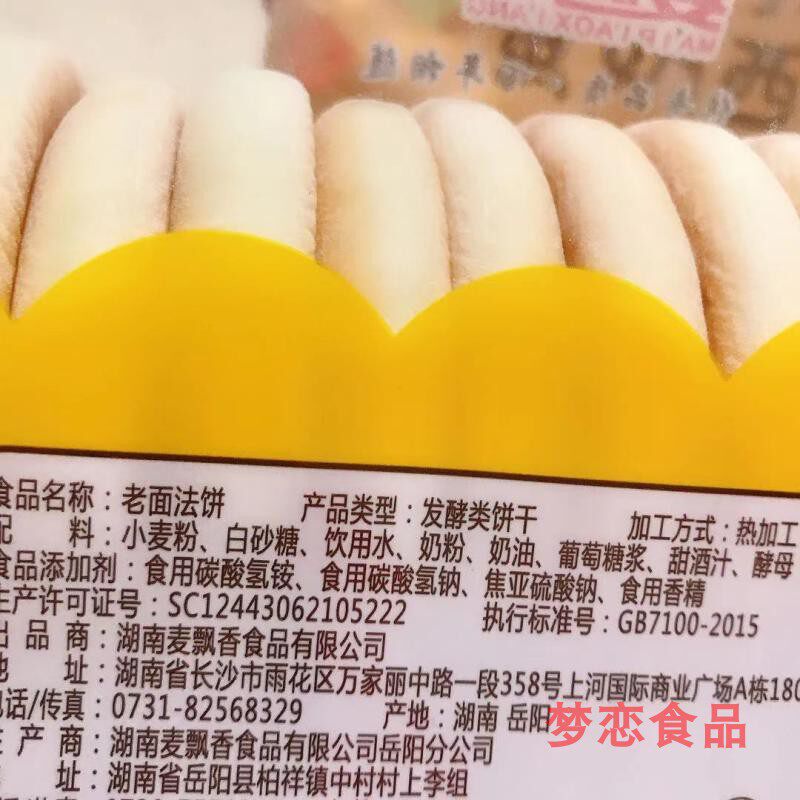 MAIPIAOXIANG
食品名称：老面法饼 产品类型：发酵类饼干 加工方式：热加工
配 料：小麦粉、白砂糖、饮用水、奶粉、奶油、葡萄糖浆、甜酒汁、酵母
食品添加剂：食用碳酸氢铵、食用碳酸氢钠、焦亚硫酸钠、食用香精
生产许可证号：SC12443062105222 执行标准号：GB7100-2015
出 品 商：湖南麦飘香食品有限公司
地 址：湖南省长沙市雨花区万家丽中路一段358号上河国际商业广场A栋180
电话/传真：0731-82568329 产地：湖南 岳阳
梦恋食品
生 产 商：湖南麦飘香食品有限公司岳阳分公司
址：湖南省岳阳县柏祥镇中村村上李组